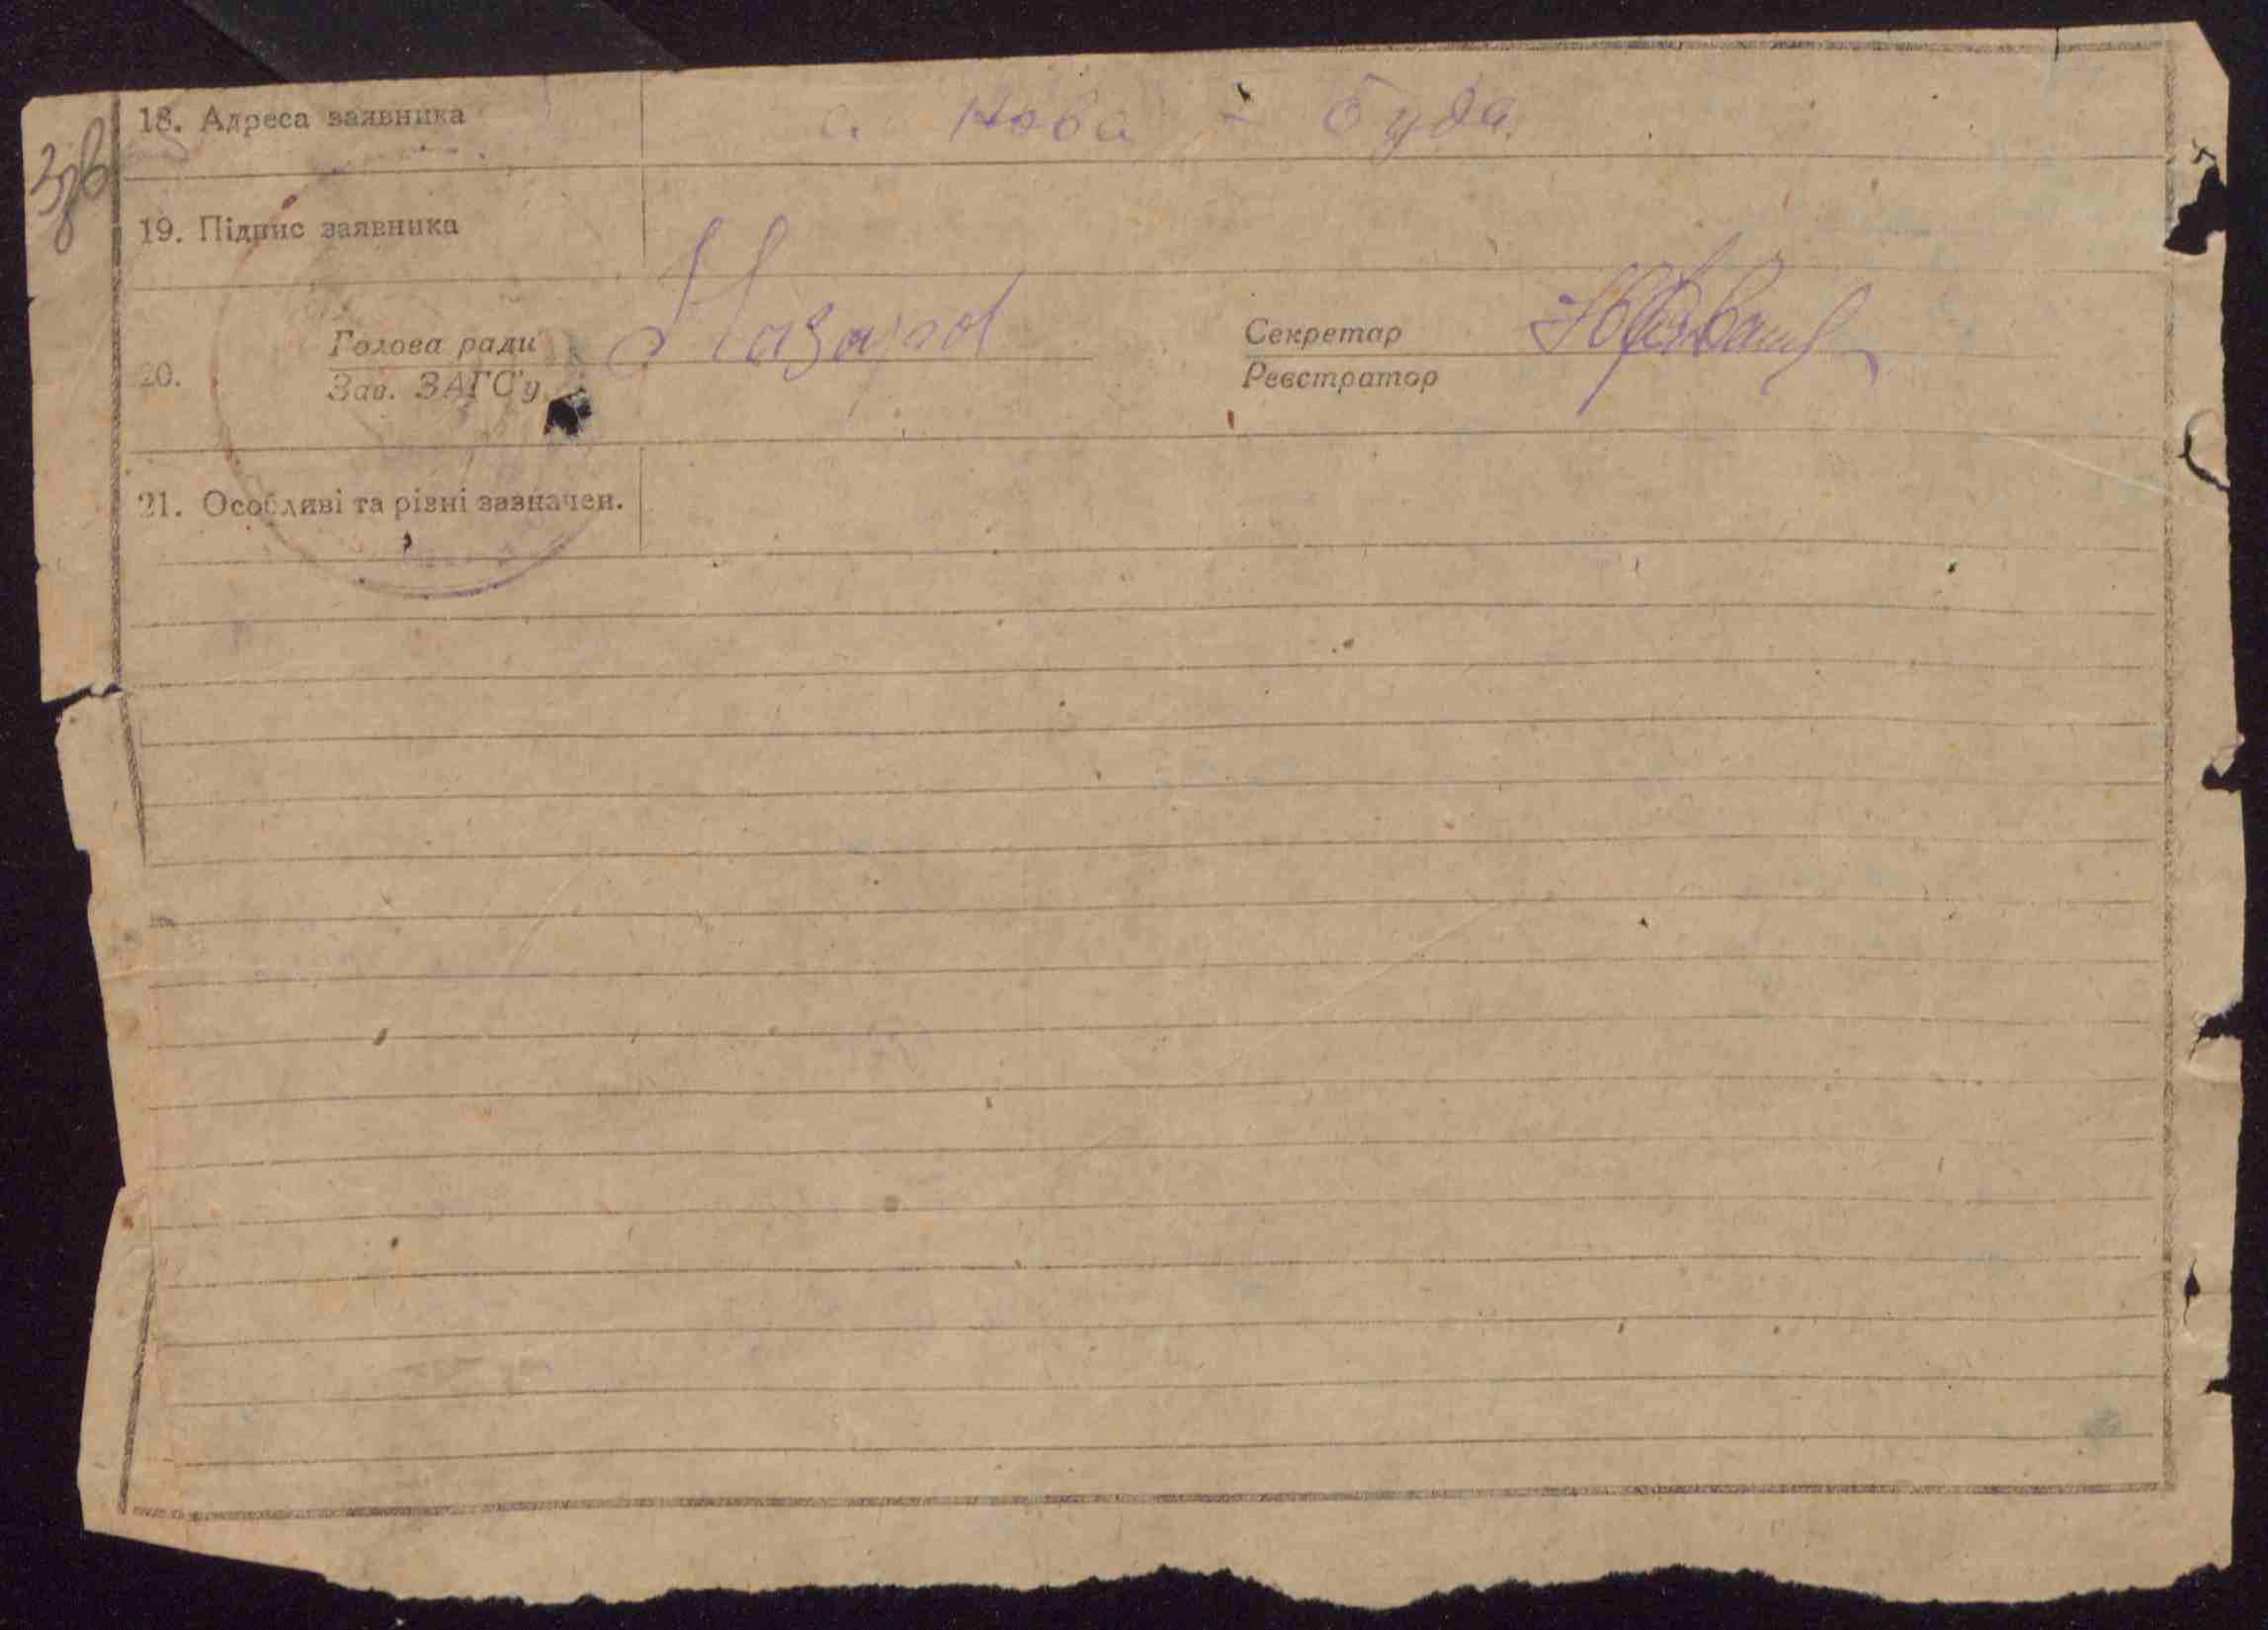 18. Адреса заявника с Нова - Буда
зв
19. Підпис заявника
20. Голова ради Назаров Секретар
Зав. ЗАГС'у Реєстратор
21. Особливі та різні зазначен.